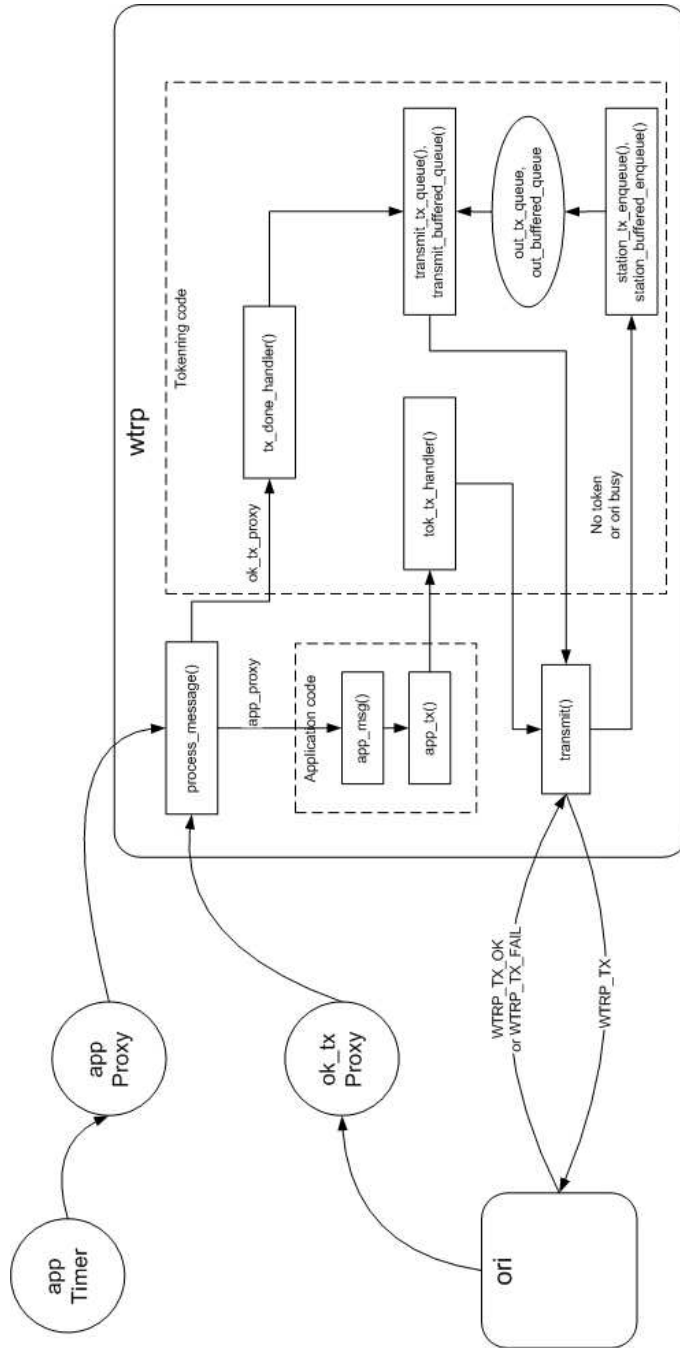 app
Timer
app
Proxy
ok_tx
Proxy
ori
WTRP_TX_OK
or WTRP_TX_FAIL
WTRP_TX
wtrp
process_message()
app_proxy
ok_tx_proxy
Application code
app_msg()
app_tx()
transmit()
Tokenring code
tx_done_handler()
tok_tx_handler()
No token
or ori busy
transmit_tx_queue(),
transmit_buffered_queue()
out_tx_queue,
out_buffered_queue
station_tx_enqueue(),
station_buffered_enqueue()